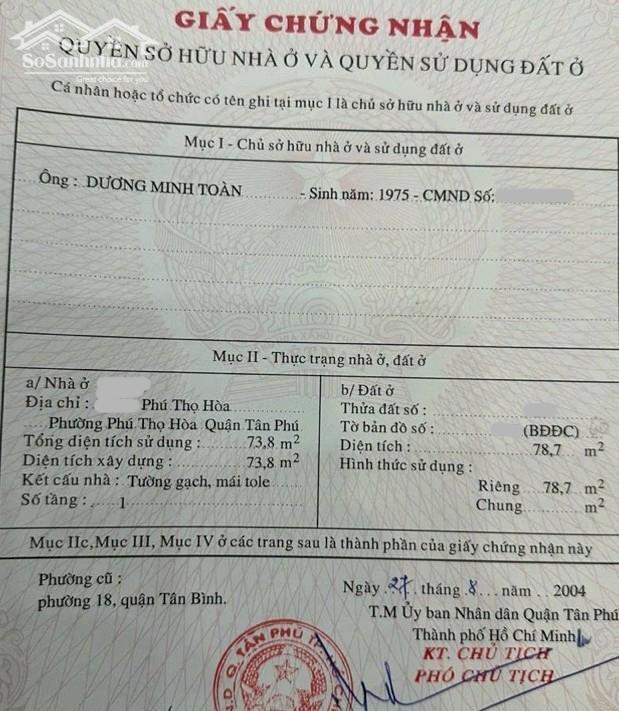 GIẤY CHỨNG NHẬN
SoSanhnha.com
Great choice for you
QUYỀN SỞ HỮU NHÀ Ở VÀ QUYỀN SỬ DỤNG ĐẤT Ở
Cá nhân hoặc tổ chức có tên ghi tại mục I là chủ sở hữu nhà ở và sử dụng đất ở
Mục I - Chủ sở hữu nhà ở và sử dụng đất ở
Ông : DƯƠNG MINH TOÀN - Sinh năm: 1975 - CMND Số:
Mục II - Thực trạng nhà ở, đất ở
a/ Nhà ở
Địa chỉ : Phú Thọ Hòa
Phường Phú Thọ Hòa Quận Tân Phú
Tổng diện tích sử dụng : 73,8 m²
Diện tích xây dựng : 73,8 m²
Kết cấu nhà : Tường gạch, mái tole
Số tầng : 1
b/ Đất ở
Thửa đất số :
Tờ bản đồ số : (BĐĐC)
Diện tích : 78,7 m²
Hình thức sử dụng :
Riêng 78,7 m²
Chung m²
Mục IIc,Mục III, Mục IV ở các trang sau là thành phần của giấy chứng nhận này
Phường cũ :
phường 18, quận Tân Bình.
Ngày 27 tháng 8 năm 2004
T.M Ủy ban Nhân dân Quận Tân Phú
Thành phố Hồ Chí Minh
KT. CHỦ TỊCH
PHÓ CHỦ TỊCH
Q. TÂN PHÚ